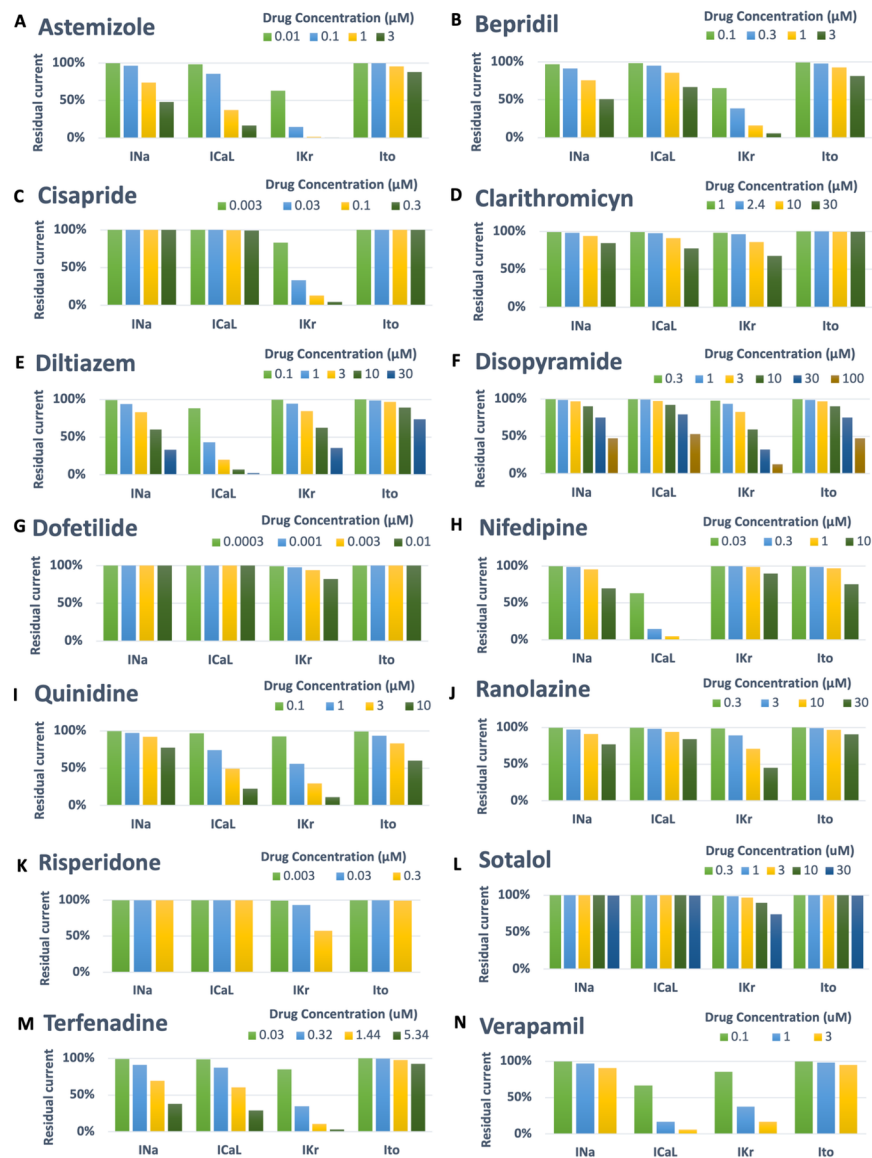 A Astemizole
Drug Concentration (μM)
0.01 0.1 1 3
Residual current
100%
50%
0%
INa ICaL IKr Ito
B Bepridil
Drug Concentration (μM)
0.1 0.3 1 3
Residual current
100%
50%
0%
INa ICaL IKr Ito
C Cisapride
Drug Concentration (μM)
0.003 0.03 0.1 0.3
Residual current
100%
50%
0%
INa ICaL IKr Ito
D Clarithromicyn
Drug Concentration (μM)
1 2.4 10 30
Residual current
100%
50%
0%
INa ICaL IKr Ito
E Diltiazem
Drug Concentration (μM)
0.1 1 3 10 30
Residual current
100%
50%
0%
INa ICaL IKr Ito
F Disopyramide
Drug Concentration (μM)
0.3 1 3 10 30 100
Residual current
100%
50%
0%
INa ICaL IKr Ito
G Dofetilide
Drug Concentration (μM)
0.0003 0.001 0.003 0.01
Residual current
100%
50%
0%
INa ICaL IKr Ito
H Nifedipine
Drug Concentration (μM)
0.03 0.3 1 10
Residual current
100%
50%
0%
INa ICaL IKr Ito
I Quinidine
Drug Concentration (μM)
0.1 1 3 10
Residual current
100%
50%
0%
INa ICaL IKr Ito
J Ranolazine
Drug Concentration (μM)
0.3 3 10 30
Residual current
100%
50%
0%
INa ICaL IKr Ito
K Risperidone
Drug Concentration (μM)
0.003 0.03 0.3
Residual current
100%
50%
0%
INa ICaL IKr Ito
L Sotalol
Drug Concentration (uM)
0.3 1 3 10 30
Residual current
100%
50%
0%
INa ICaL IKr Ito
M Terfenadine
Drug Concentration (uM)
0.03 0.32 1.44 5.34
Residual current
100%
50%
0%
INa ICaL IKr Ito
N Verapamil
Drug Concentration (uM)
0.1 1 3
Residual current
100%
50%
0%
INa ICaL IKr Ito